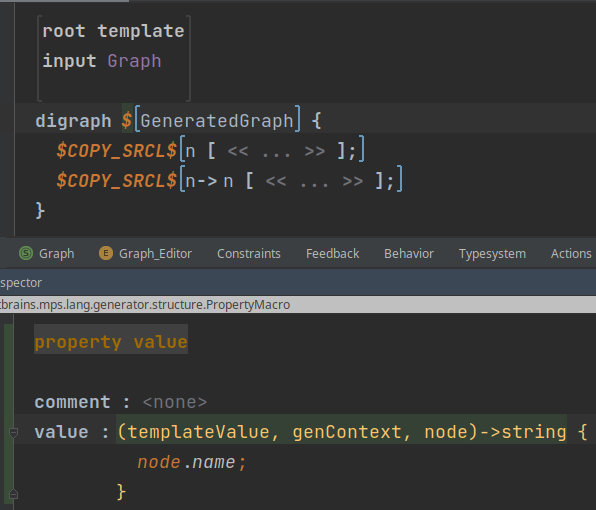 root template
input Graph
digraph $[GeneratedGraph] {
$COPY_SRCL$[n [ << ... >> ];]
$COPY_SRCL$[n->n [ << ... >> ];]
}
S Graph E Graph_Editor Constraints Feedback Behavior Typesystem Actions
spector
tbrains.mps.lang.generator.structure.PropertyMacro
property value
comment : <none>
value : (templateValue, genContext, node)->string {
node.name;
}